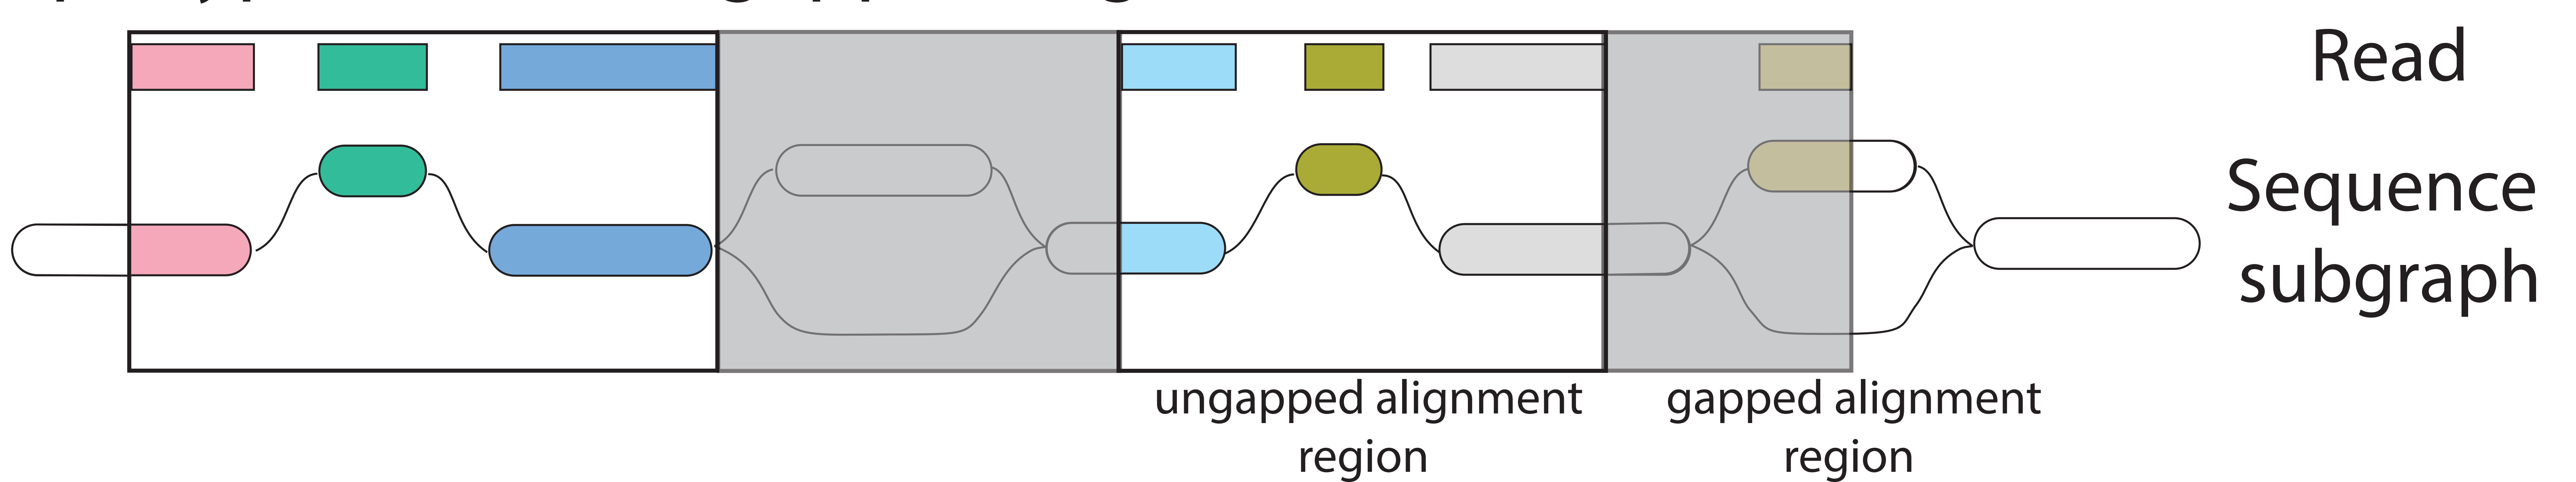 Read
Sequence
subgraph
ungapped alignment
region
gapped alignment
region